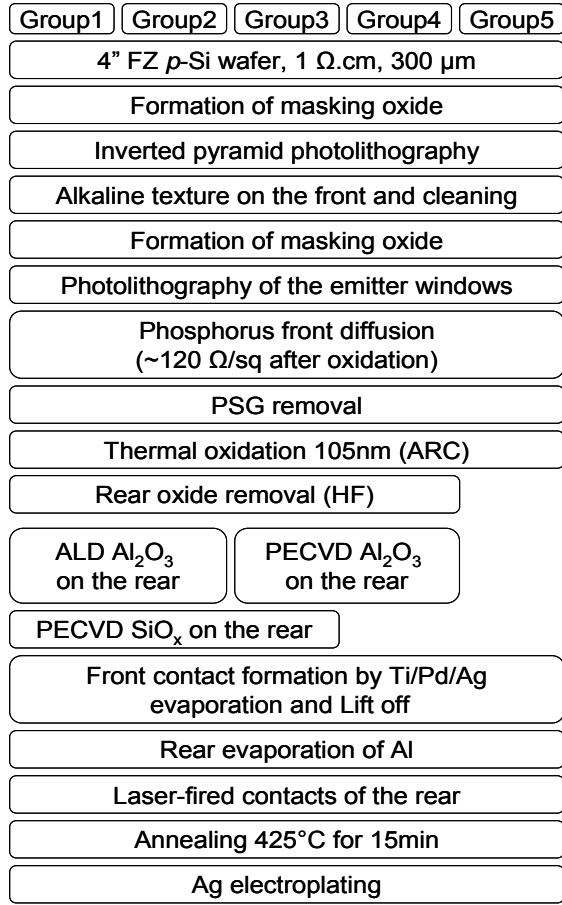 Group1 Group2 Group3 Group4 Group5
4” FZ p-Si wafer, 1 Ω.cm, 300 μm
Formation of masking oxide
Inverted pyramid photolithography
Alkaline texture on the front and cleaning
Formation of masking oxide
Photolithography of the emitter windows
Phosphorus front diffusion
(~120 Ω/sq after oxidation)
PSG removal
Thermal oxidation 105nm (ARC)
Rear oxide removal (HF)
ALD Al₂O₃
on the rear
PECVD Al₂O₃
on the rear
PECVD SiOₓ on the rear
Front contact formation by Ti/Pd/Ag
evaporation and Lift off
Rear evaporation of Al
Laser-fired contacts of the rear
Annealing 425°C for 15min
Ag electroplating